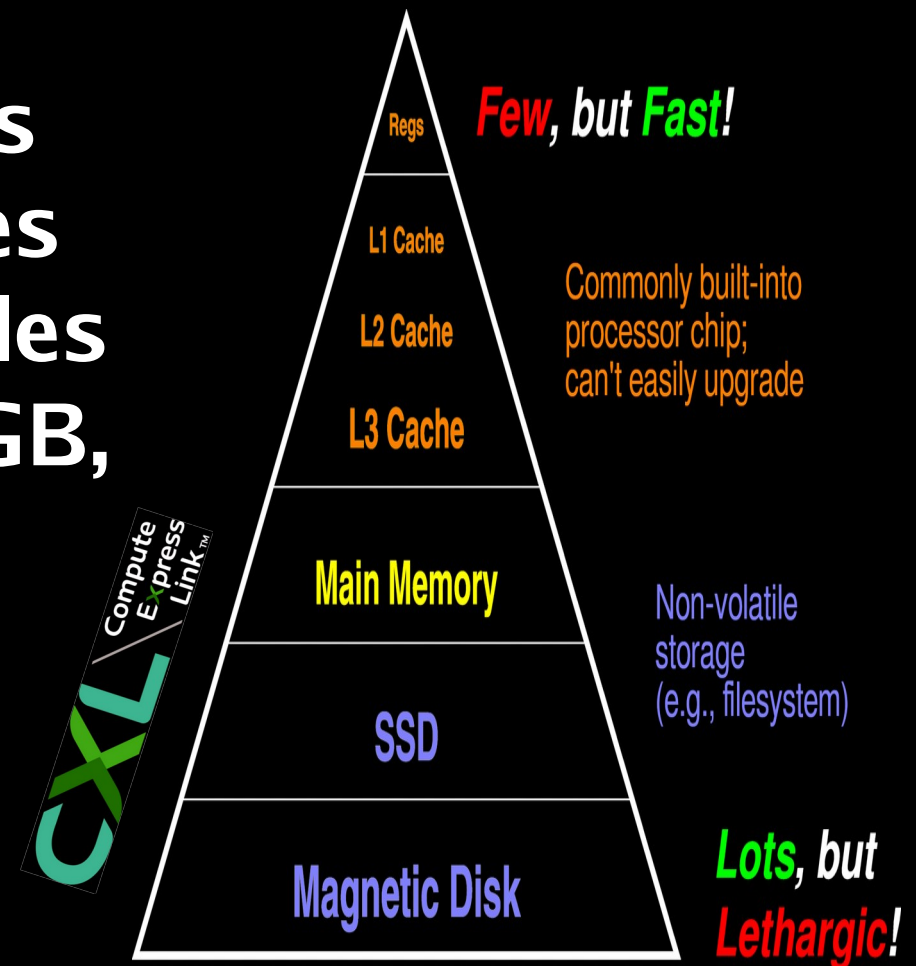 s
es
les
GB,
Regs
Few, but Fast!
L1 Cache
L2 Cache
L3 Cache
Commonly built-into
processor chip;
can't easily upgrade
Main Memory
Compute
Express
Link™
CXL
SSD
Non-volatile
storage
(e.g., filesystem)
Magnetic Disk
Lots, but
Lethargic!